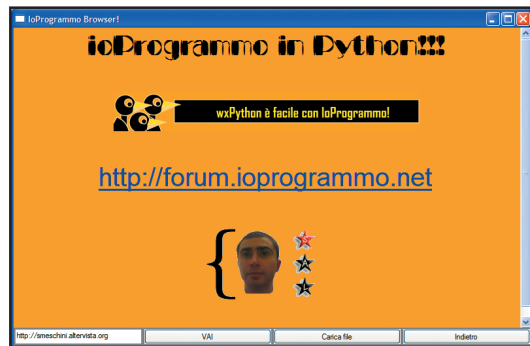 IoProgrammo Browser!
ioProgrammo in Python!!!
wxPython è facile con IoProgrammo!
http://forum.ioprogrammo.net
{
S
A
L
http://smeschini.altervista.org VAI Carica file Indietro